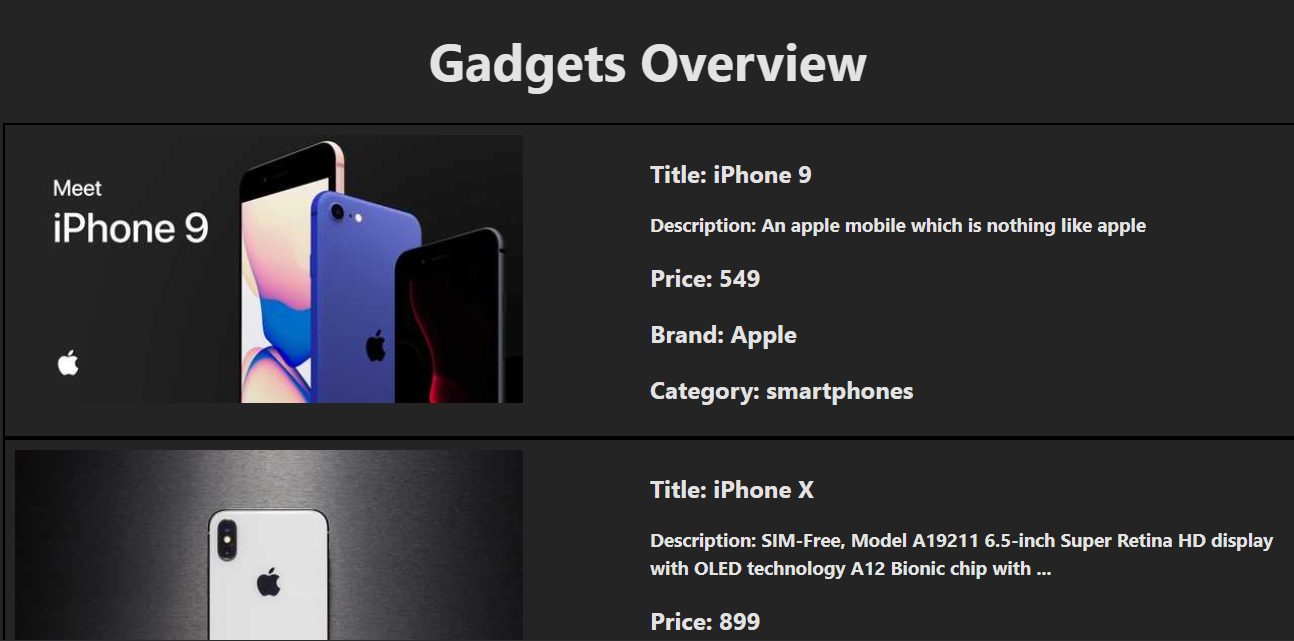 Gadgets Overview
Meet
iPhone 9
Title: iPhone 9
Description: An apple mobile which is nothing like apple
Price: 549
Brand: Apple
Category: smartphones
Title: iPhone X
Description: SIM-Free, Model A19211 6.5-inch Super Retina HD display
with OLED technology A12 Bionic chip with ...
Price: 899